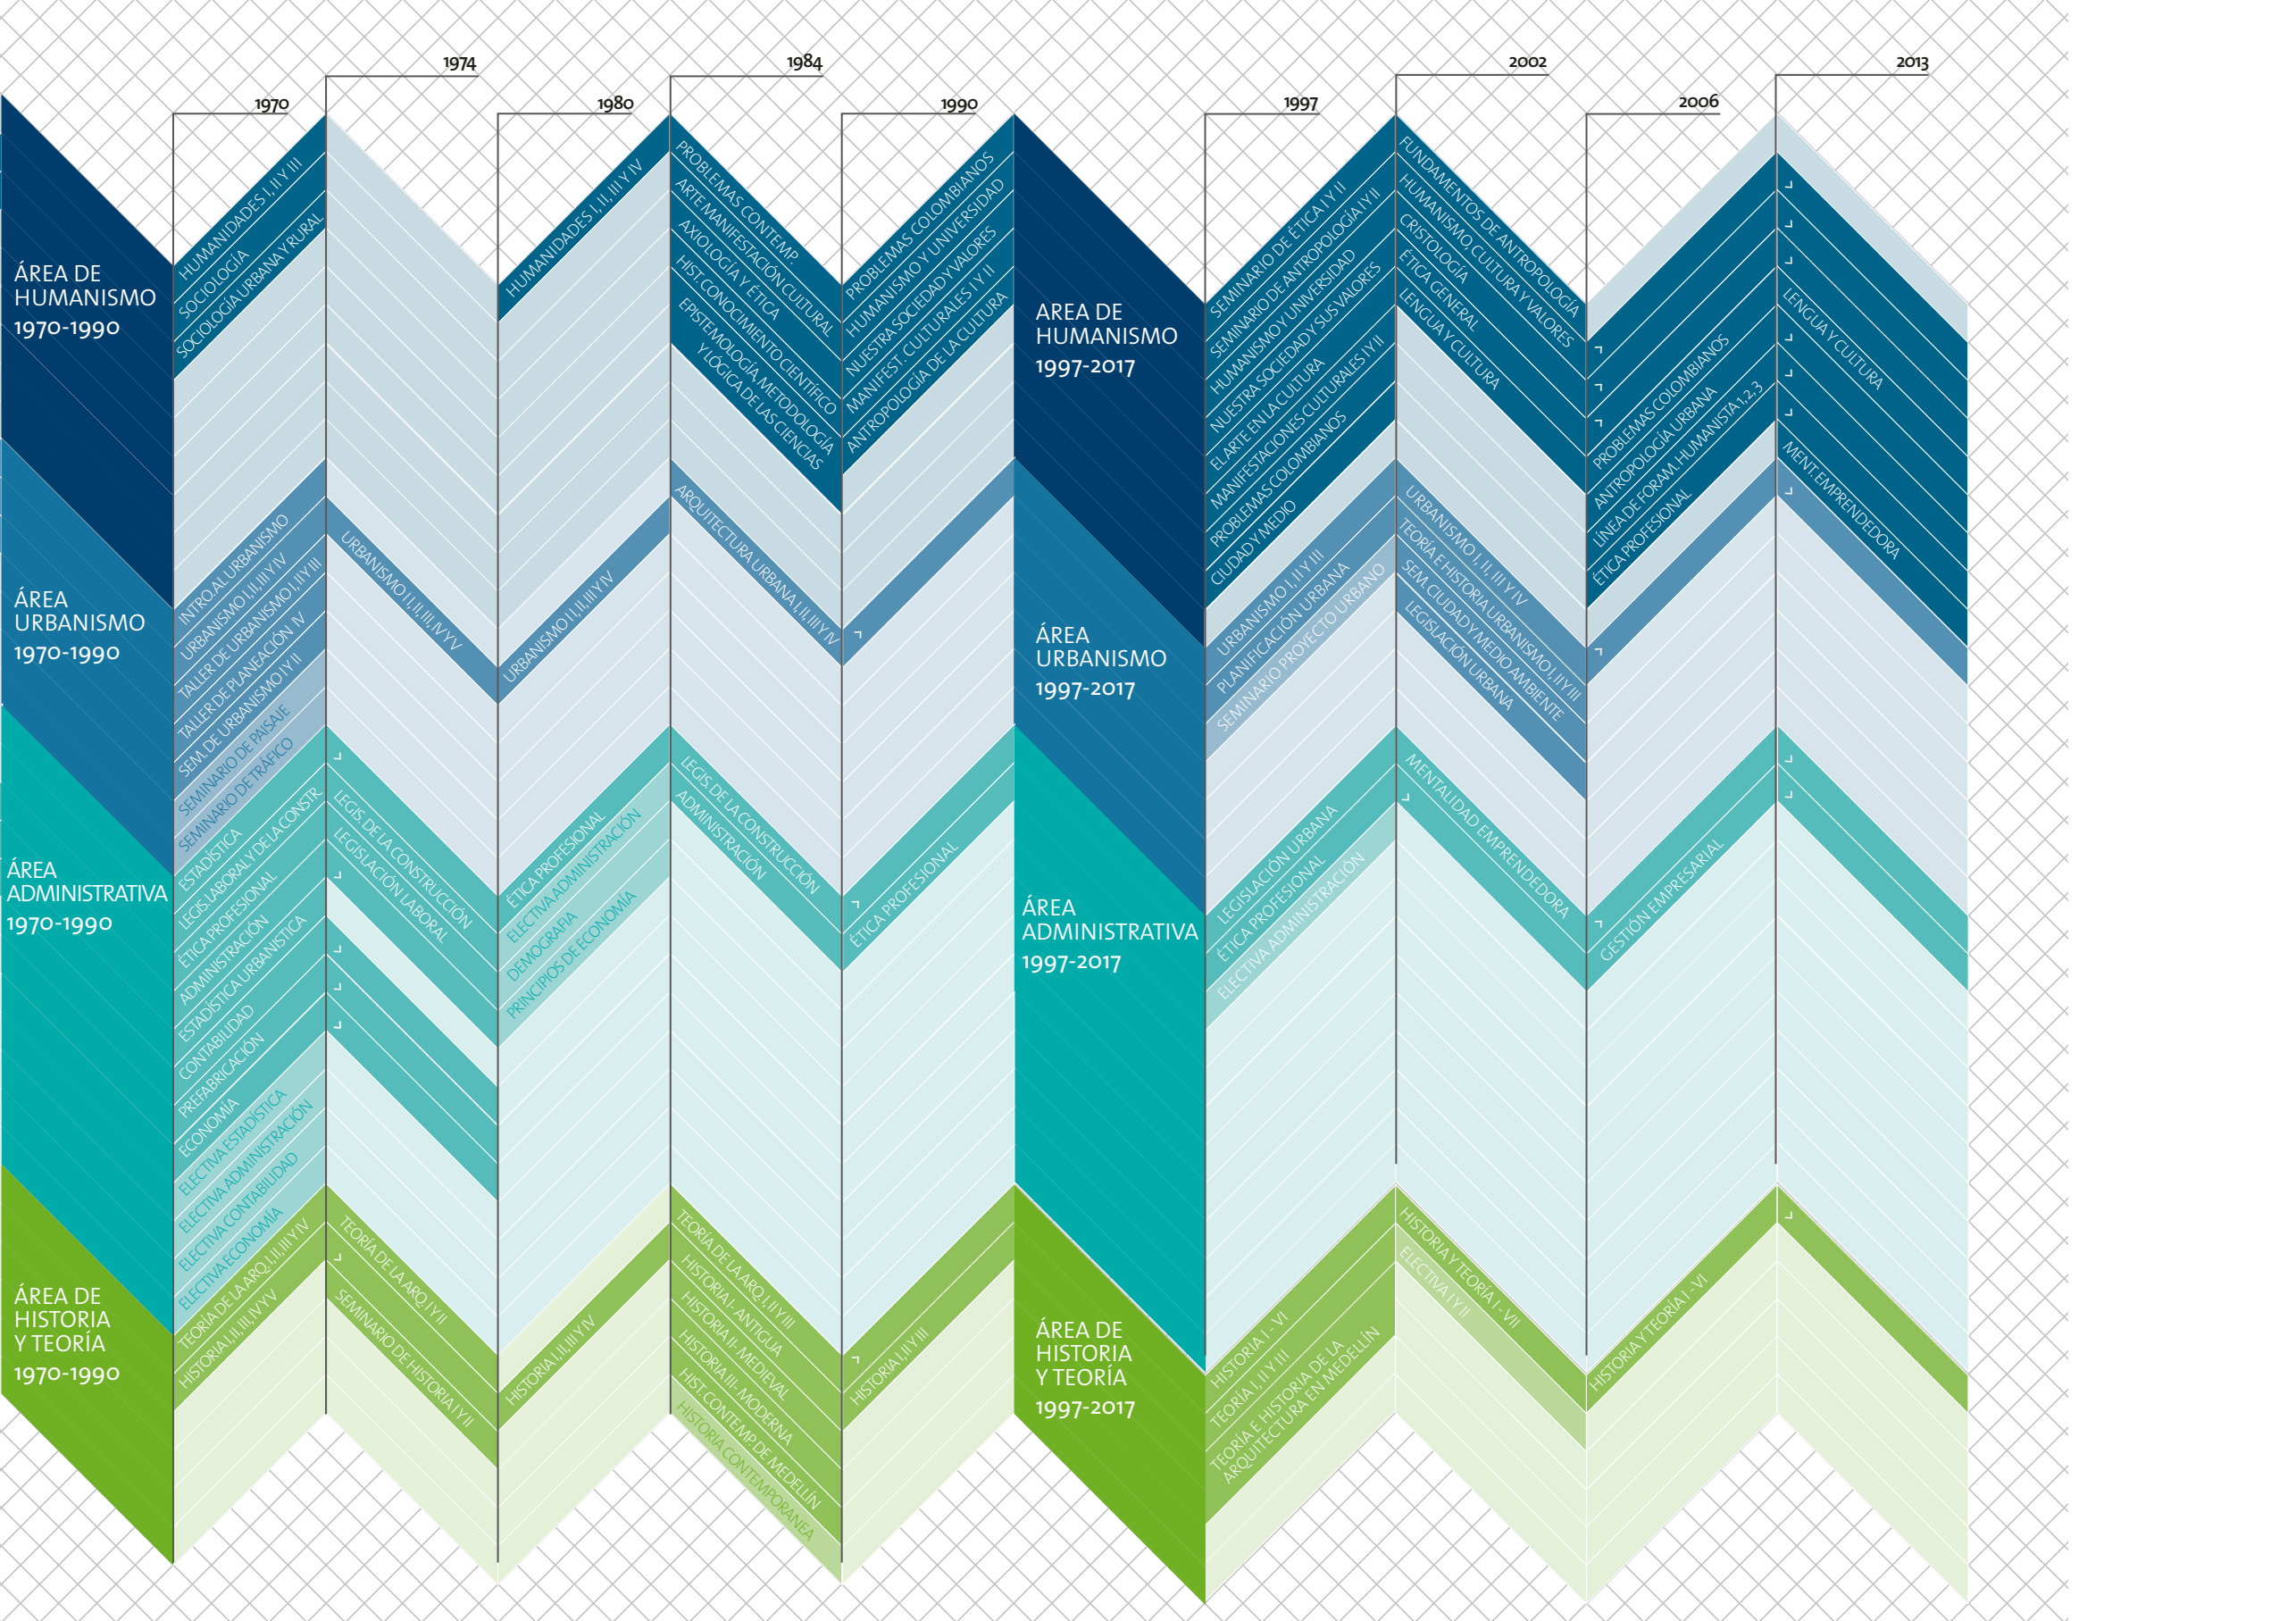 1974
1984
2002
2013
1970
1980
1990
1997
2006
ÁREA DE
HUMANISMO
1970-1990
ÁREA
URBANISMO
1970-1990
ÁREA
ADMINISTRATIVA
1970-1990
ÁREA DE
HISTORIA
Y TEORÍA
1970-1990
HUMANIDADES I, II Y III
SOCIOLOGÍA
SOCIOLOGÍA URBANA Y RURAL
INTRO. AL URBANISMO
URBANISMO I,II,III Y IV
TALLER DE URBANISMO I, II Y III
TALLER DE PLANEACIÓN IV
SEM. DE URBANISMO I Y II
SEMINARIO DE PAISAJE
SEMINARIO DE TRÁFICO
ESTADÍSTICA
LEGIS. LABORAL Y DE LA CONSTR.
ÉTICA PROFESIONAL
ADMINISTRACIÓN
ESTADÍSTICA URBANÍSTICA
CONTABILIDAD
PREFABRICACIÓN
ECONOMÍA
ELECTIVA ESTADÍSTICA
ELECTIVA ADMINISTRACIÓN
ELECTIVA CONTABILIDAD
ELECTIVA ECONOMÍA
TEORÍA DE LA ARQ. I, II, III Y IV
HISTORIA I, II, III, IV Y V
URBANISMO I, II, III, IV Y V
LEGIS. DE LA CONSTRUCCIÓN
LEGISLACIÓN LABORAL
TEORÍA DE LA ARQ. I Y II
SEMINARIO DE HISTORIA I Y II
HUMANIDADES I, II, III Y IV
URBANISMO I, II, III Y IV
ÉTICA PROFESIONAL
ELECTIVA ADMINISTRACIÓN
DEMOGRAFIA
PRINCIPIOS DE ECONOMÍA
HISTORIA I, II, III Y IV
PROBLEMAS CONTEMP.
ARTE MANIFESTACIÓN CULTURAL
AXIOLOGÍA Y ÉTICA
HIST. CONOCIMIENTO CIENTÍFICO
EPISTEMOLOGÍA, METODOLOGÍA
Y LÓGICA DE LAS CIENCIAS
ARQUITECTURA URBANA I, II, III Y IV
LEGIS. DE LA CONSTRUCCIÓN
ADMINISTRACIÓN
TEORÍA DE LA ARQ. I, II Y III
HISTORIA I- ANTIGUA
HISTORIA II- MEDIEVAL
HISTORIA III- MODERNA
HIST. CONTEMP. DE MEDELLÍN
HISTORIA CONTEMPORANEA
PROBLEMAS COLOMBIANOS
HUMANISMO Y UNIVERSIDAD
NUESTRA SOCIEDAD Y VALORES
MANIFEST. CULTURALES I Y II
ANTROPOLOGÍA DE LA CULTURA
ÉTICA PROFESIONAL
HISTORIA I, II Y III
AREA DE
HUMANISMO
1997-2017
ÁREA
URBANISMO
1997-2017
ÁREA
ADMINISTRATIVA
1997-2017
ÁREA DE
HISTORIA
Y TEORÍA
1997-2017
SEMINARIO DE ÉTICA I Y II
SEMINARIO DE ANTROPOLOGÍA I Y II
HUMANISMO Y UNIVERSIDAD
NUESTRA SOCIEDAD Y SUS VALORES
EL ARTE EN LA CULTURA
MANIFESTACIONES CULTURALES I Y II
PROBLEMAS COLOMBIANOS
CIUDAD Y MEDIO
URBANISMO I, II Y III
PLANIFICACIÓN URBANA
SEMINARIO PROYECTO URBANO
LEGISLACIÓN URBANA
ÉTICA PROFESIONAL
ELECTIVA ADMINISTRACIÓN
HISTORIA I - VI
TEORÍA I, II Y III
TEORÍA E HISTORIA DE LA
ARQUITECTURA EN MEDELLÍN
FUNDAMENTOS DE ANTROPOLOGÍA
HUMANISMO, CULTURA Y VALORES
CRISTOLOGÍA
ÉTICA GENERAL
LENGUA Y CULTURA
URBANISMO I, II, III Y IV
TEORÍA E HISTORIA URBANISMO I, II Y III
SEM. CIUDAD Y MEDIO AMBIENTE
LEGISLACIÓN URBANA
MENTALIDAD EMPRENDEDORA
HISTORIA Y TEORÍA I - VII
ELECTIVA I Y II
PROBLEMAS COLOMBIANOS
ANTROPOLOGÍA URBANA
LÍNEA DE FORAM. HUMANISTA 1,2,3
ÉTICA PROFESIONAL
GESTIÓN EMPRESARIAL
HISTORIA Y TEORÍA I - VI
LENGUA Y CULTURA
MENT. EMPRENDEDORA